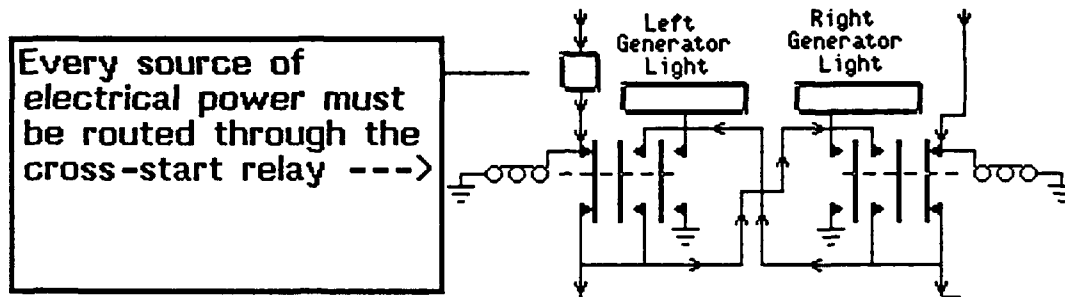 Every source of
electrical power must
be routed through the
cross-start relay --->
Left
Generator
Light
Right
Generator
Light